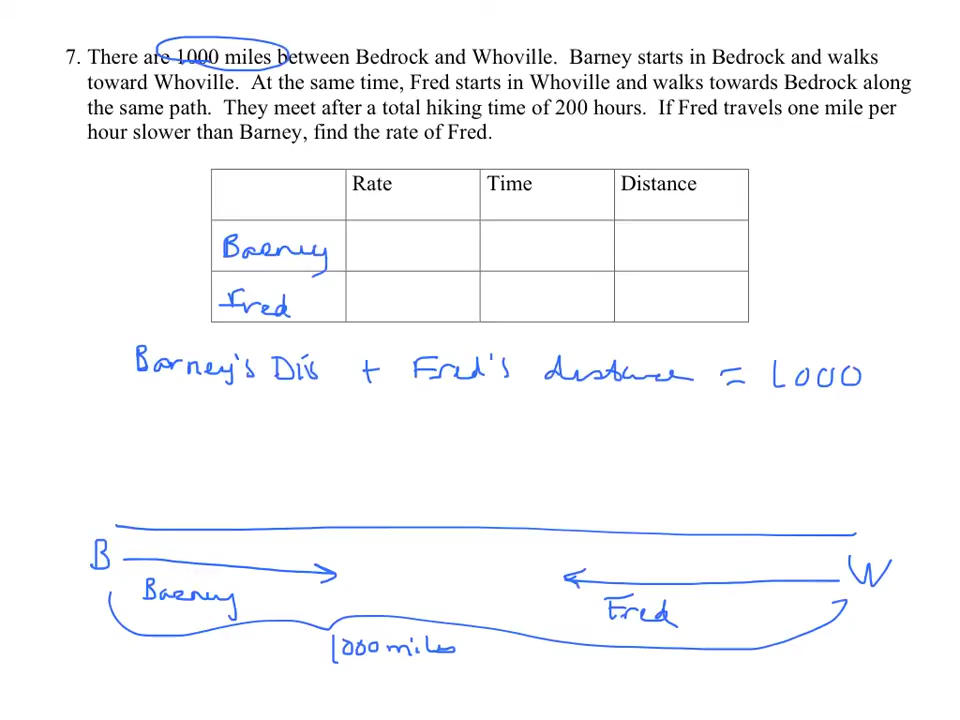 7. There are 1000 miles between Bedrock and Whoville. Barney starts in Bedrock and walks
toward Whoville. At the same time, Fred starts in Whoville and walks towards Bedrock along
the same path. They meet after a total hiking time of 200 hours. If Fred travels one mile per
hour slower than Barney, find the rate of Fred.
Rate Time Distance
Barney
Fred
Barney's Dis + Fred's distance = 1000
B W
Barney Fred
1000 miles